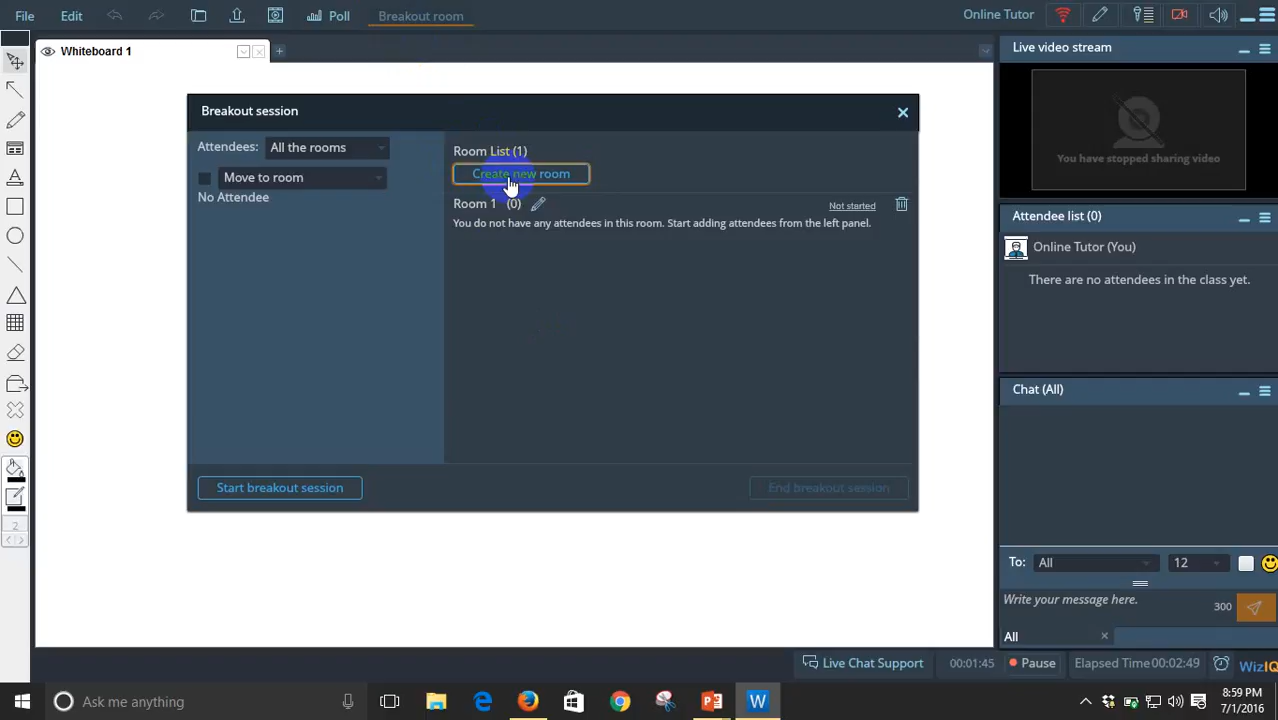 File Edit Poll Breakout room Online Tutor
Whiteboard 1
Live video stream
Breakout session
Attendees: All the rooms
Room List (1)
You have stopped sharing video
Move to room
Create new room
No Attendee
Room 1 (0) Not started
You do not have any attendees in this room. Start adding attendees from the left panel.
Attendee list (0)
Online Tutor (You)
There are no attendees in the class yet.
Chat (All)
Start breakout session End breakout session
2
To: All 12
Write your message here.
300
All
Live Chat Support 00:01:45 Pause Elapsed Time 00:02:49 WizIQ
Ask me anything
8:59 PM
7/1/2016